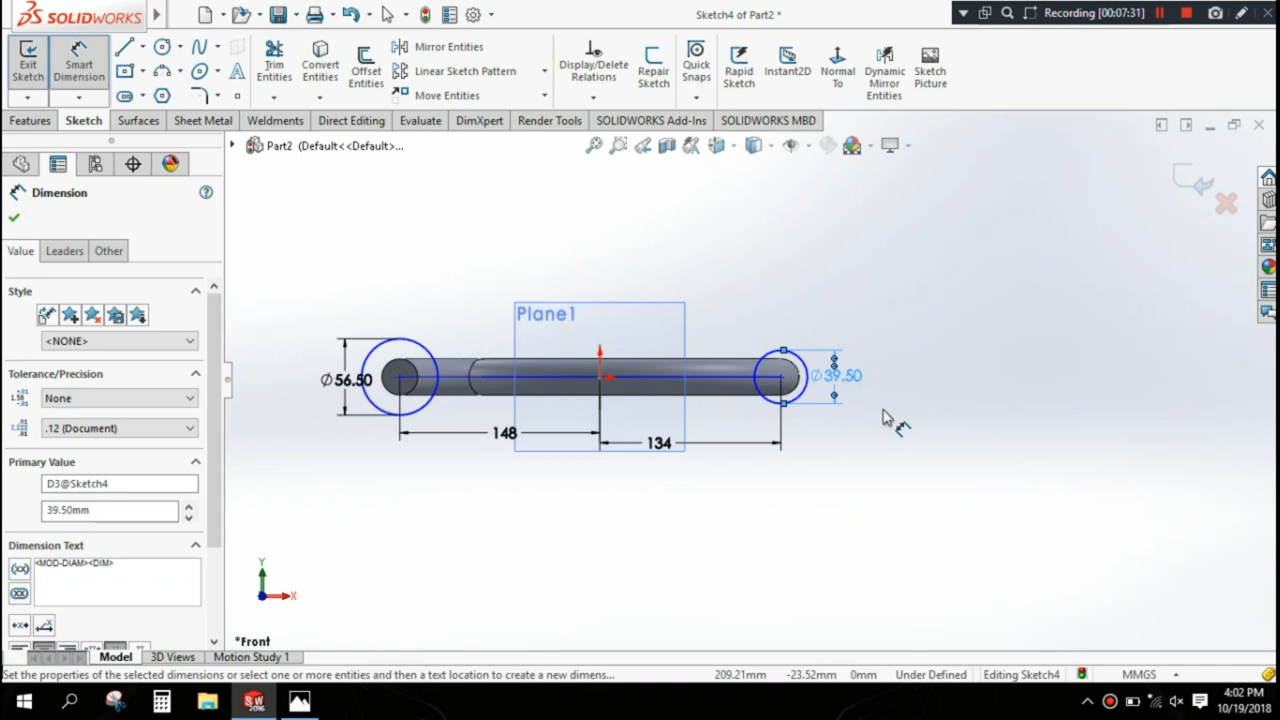 SOLIDWORKS
Sketch4 of Part2 *
Recording [00:07:31]
Exit Sketch
Smart Dimension
Trim Entities
Convert Entities
Offset Entities
Mirror Entities
Linear Sketch Pattern
Move Entities
Display/Delete Relations
Repair Sketch
Quick Snaps
Rapid Sketch
Instant2D
Normal To
Dynamic Mirror Entities
Sketch Picture
Features Sketch Surfaces Sheet Metal Weldments Direct Editing Evaluate DimXpert Render Tools SOLIDWORKS Add-Ins SOLIDWORKS MBD
Part2 (Default<<Default>...
Dimension
Value Leaders Other
Style
<NONE>
Tolerance/Precision
None
.12 (Document)
Primary Value
D3@Sketch4
39.50mm
Dimension Text
<MOD-DIAM><DIM>
Plane1
∅56.50
∅39.50
148
134
Y
X
*Front
Model 3D Views Motion Study 1
Set the properties of the selected dimensions or select one or more entities and then a text location to create a new dimens... 209.21mm -23.52mm 0mm Under Defined Editing Sketch4 MMGS
4:02 PM
10/19/2018